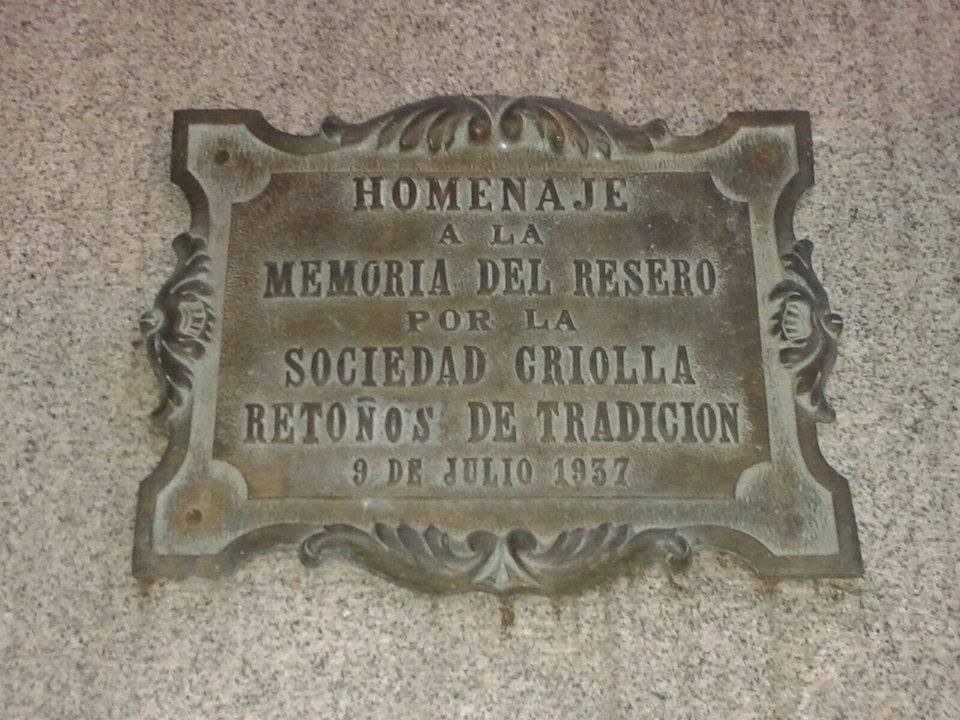 HOMENAJE
A LA
MEMORIA DEL RESERO
POR LA
SOCIEDAD CRIOLLA
RETOÑOS DE TRADICION
9 DE JULIO 1937